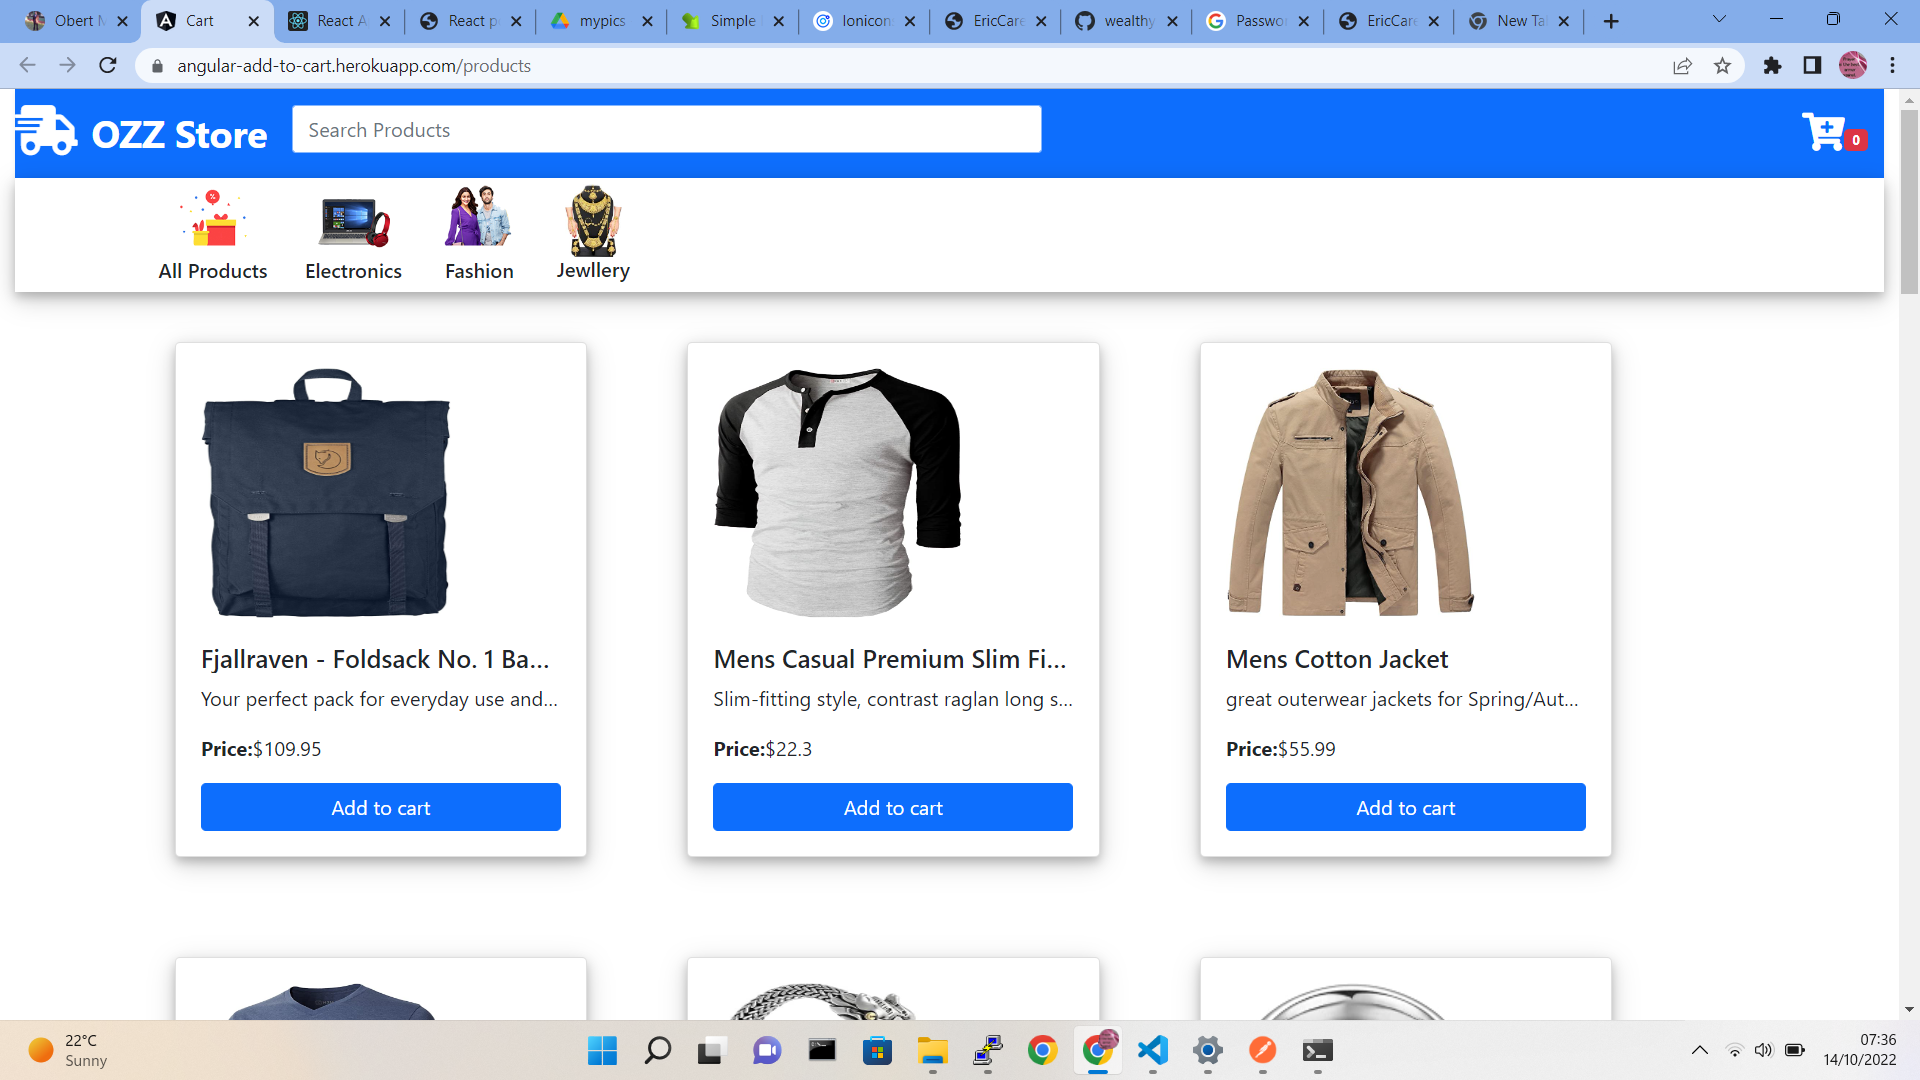 Obert M
Cart
React A
React p
mypics
Simple
Ionicon
EricCare
wealthy
Passwo
EricCare
New Ta
angular-add-to-cart.herokuapp.com/products
OZZ Store
Search Products
0
All Products
Electronics
Fashion
Jewllery
Fjallraven - Foldsack No. 1 Ba...
Your perfect pack for everyday use and...
Price:$109.95
Add to cart
Mens Casual Premium Slim Fi...
Slim-fitting style, contrast raglan long s...
Price:$22.3
Add to cart
Mens Cotton Jacket
great outerwear jackets for Spring/Aut...
Price:$55.99
Add to cart
22°C
Sunny
07:36
14/10/2022